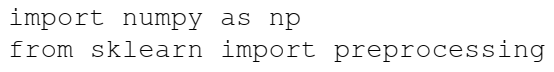 import numpy as np
from sklearn import preprocessing